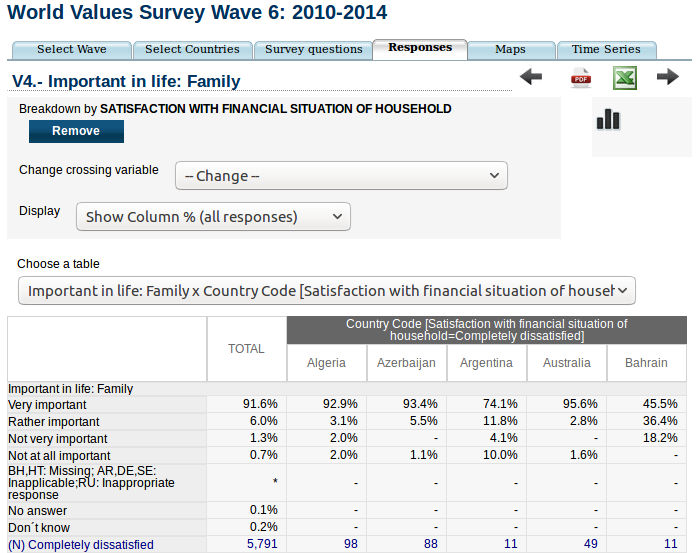 World Values Survey Wave 6: 2010-2014
Select Wave Select Countries Survey questions Responses Maps Time Series
V4.- Important in life: Family
PDF
Breakdown by SATISFACTION WITH FINANCIAL SITUATION OF HOUSEHOLD
Remove
Change crossing variable -- Change --
Display Show Column % (all responses)
Choose a table
Important in life: Family x Country Code [Satisfaction with financial situation of househ
Country Code [Satisfaction with financial situation of
household=Completely dissatisfied]
TOTAL
Algeria Azerbaijan Argentina Australia Bahrain
Important in life: Family
Very important 91.6% 92.9% 93.4% 74.1% 95.6% 45.5%
Rather important 6.0% 3.1% 5.5% 11.8% 2.8% 36.4%
Not very important 1.3% 2.0% - 4.1% - 18.2%
Not at all important 0.7% 2.0% 1.1% 10.0% 1.6% -
BH,HT: Missing; AR,DE,SE:
Inapplicable;RU: Inappropriate
response * - - - - -
No answer 0.1% - - - - -
Don´t know 0.2% - - - - -
(N) Completely dissatisfied 5,791 98 88 11 49 11